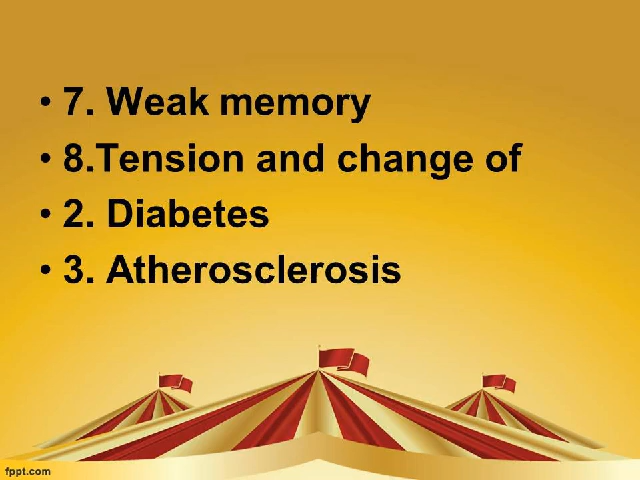 • 7. Weak memory
• 8.Tension and change of
• 2. Diabetes
• 3. Atherosclerosis
fppt.com